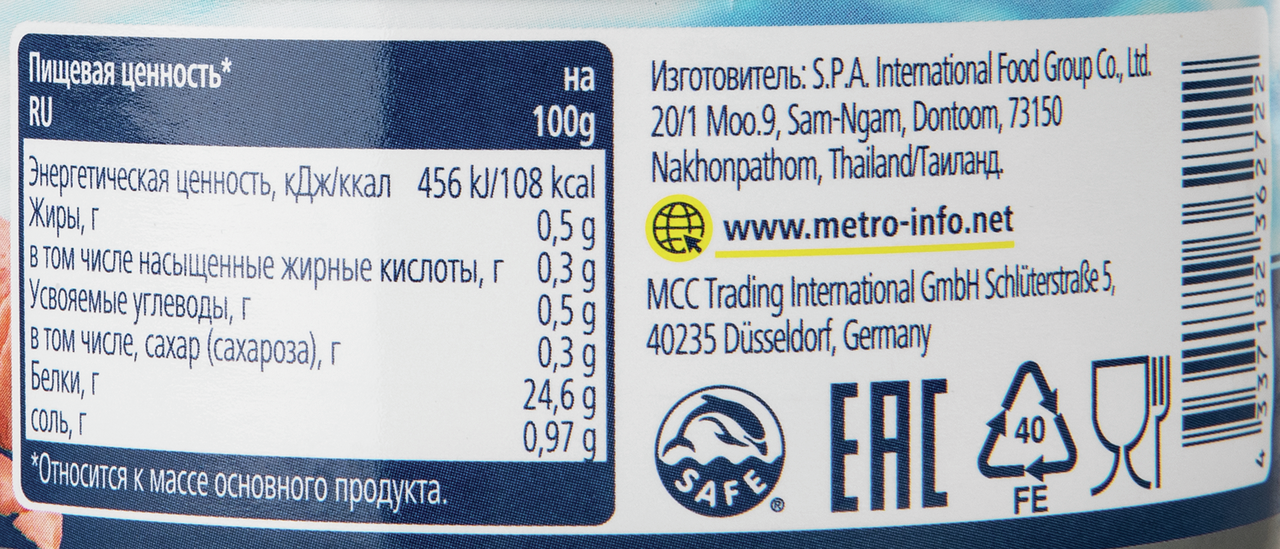 Пищевая ценность* на
RU 100g
Энергетическая ценность, кДж/ккал 456 kJ/108 kcal
Жиры, г 0,5 g
в том числе насыщенные жирные кислоты, г 0,3 g
Усвояемые углеводы, г 0,5 g
в том числе, сахар (сахароза), г 0,3 g
Белки, г 24,6 g
соль, г 0,97 g
*Относится к массе основного продукта.
Изготовитель: S.P.A. International Food Group Co., Ltd.
20/1 Moo.9, Sam-Ngam, Dontoom, 73150
Nakhonpathom, Thailand/Таиланд.
www.metro-info.net
MCC Trading International GmbH Schlüterstraße 5,
40235 Düsseldorf, Germany
SAFE ®
EAC
40
FE
4 337182 362722